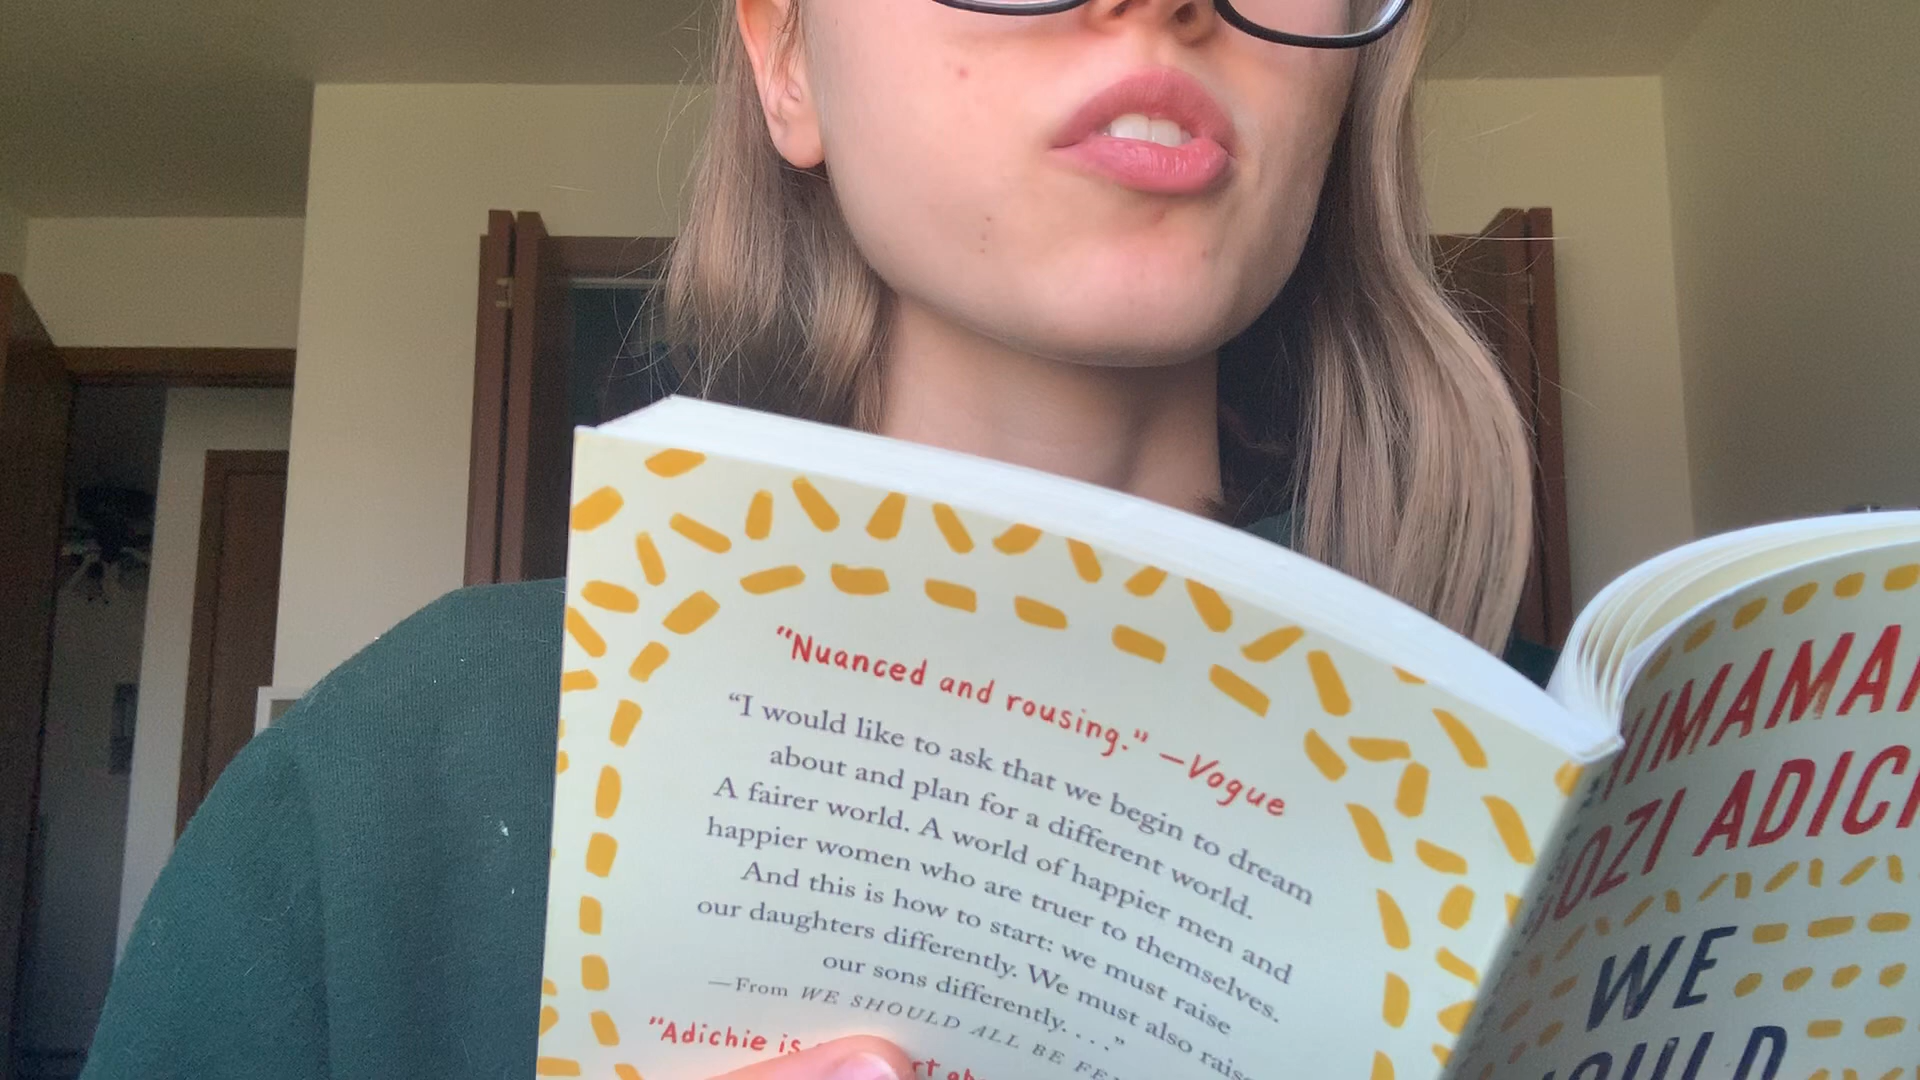 "Nuanced and rousing." —Vogue
"I would like to ask that we begin to dream
about and plan for a different world.
A fairer world. A world of happier men and
happier women who are truer to themselves.
And this is how to start: we must raise
our daughters differently. We must also raise
our sons differently. . . ."
—From WE SHOULD ALL BE FE
"Adichie is
IMAMA
OZI ADICH
WE
OULD